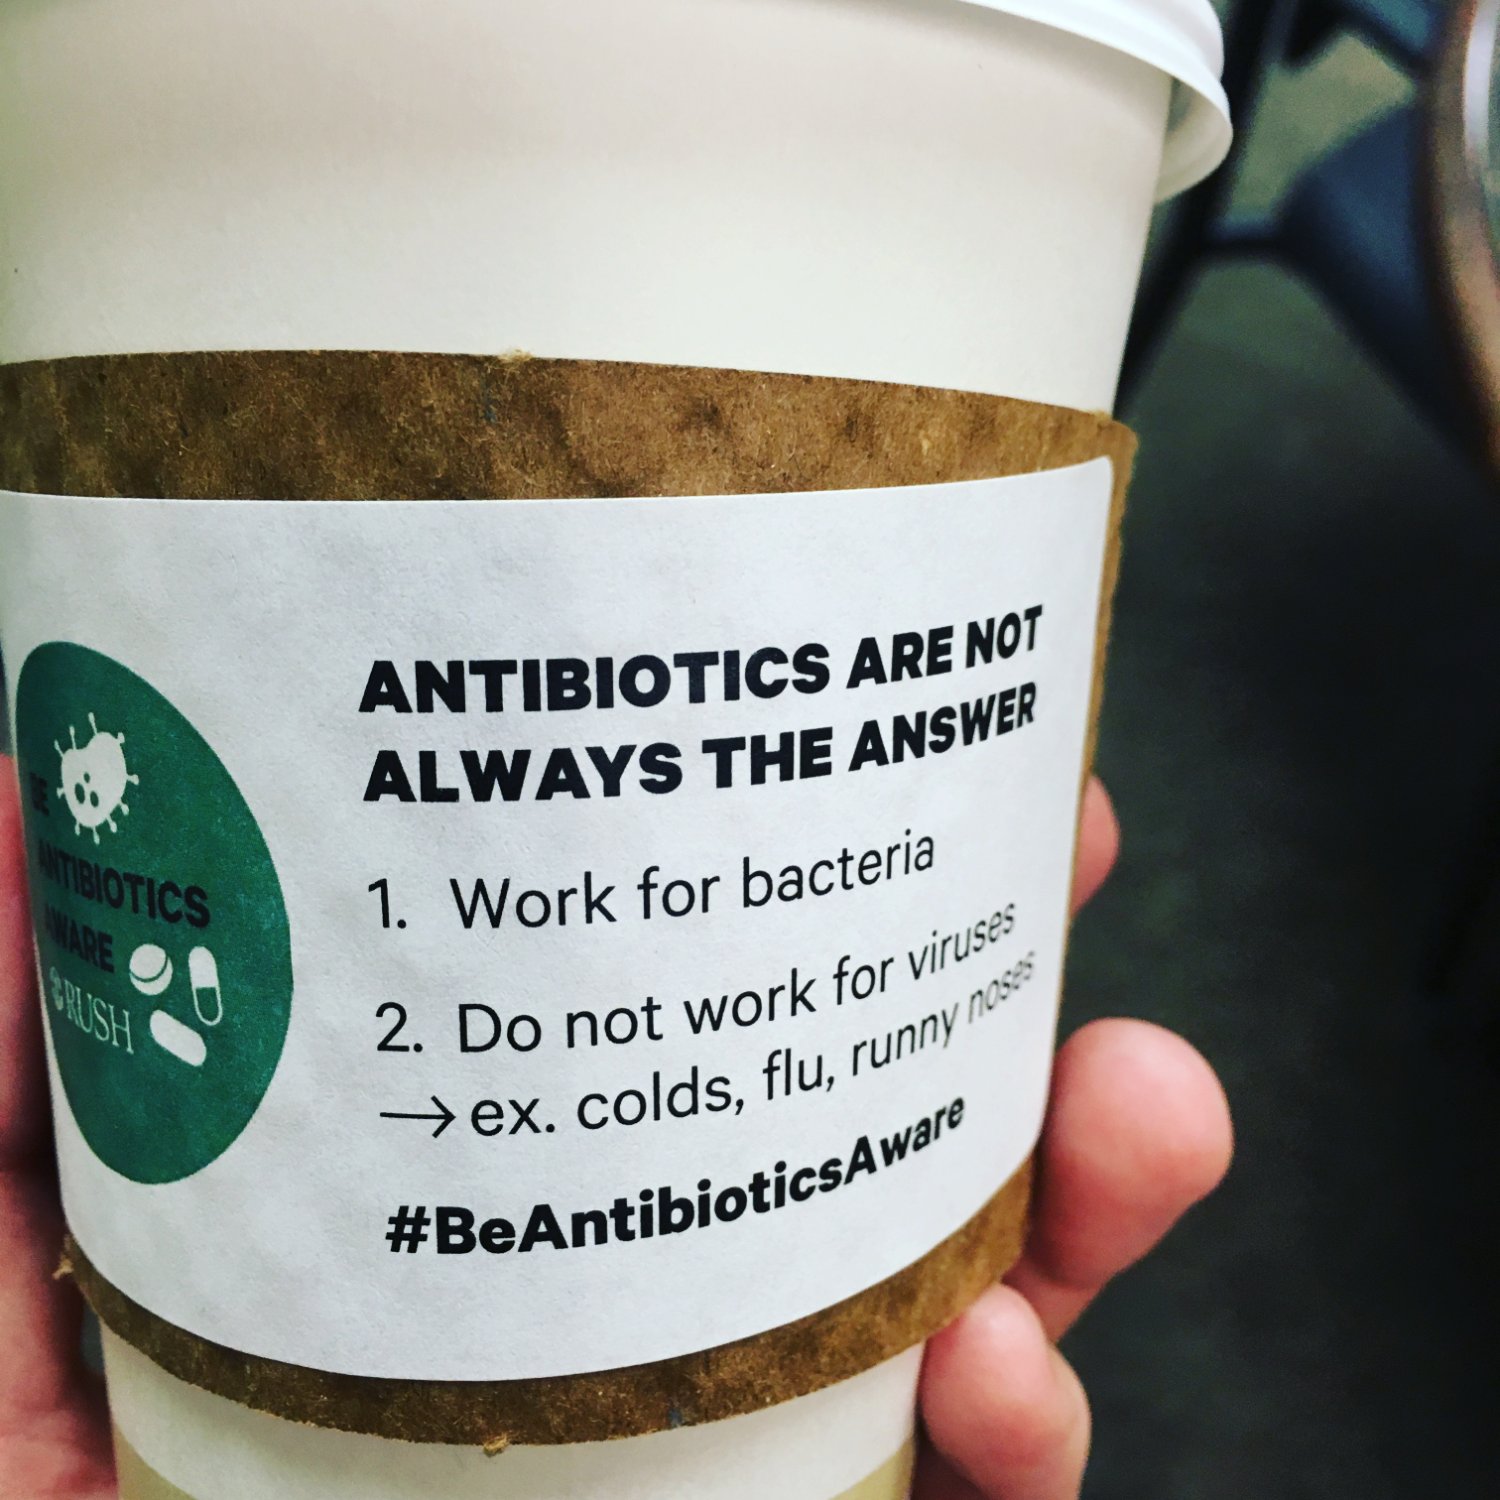 BE
ANTIBIOTICS
AWARE
RUSH
ANTIBIOTICS ARE NOT
ALWAYS THE ANSWER
1. Work for bacteria
2. Do not work for viruses
→ex. colds, flu, runny noses
#BeAntibioticsAware